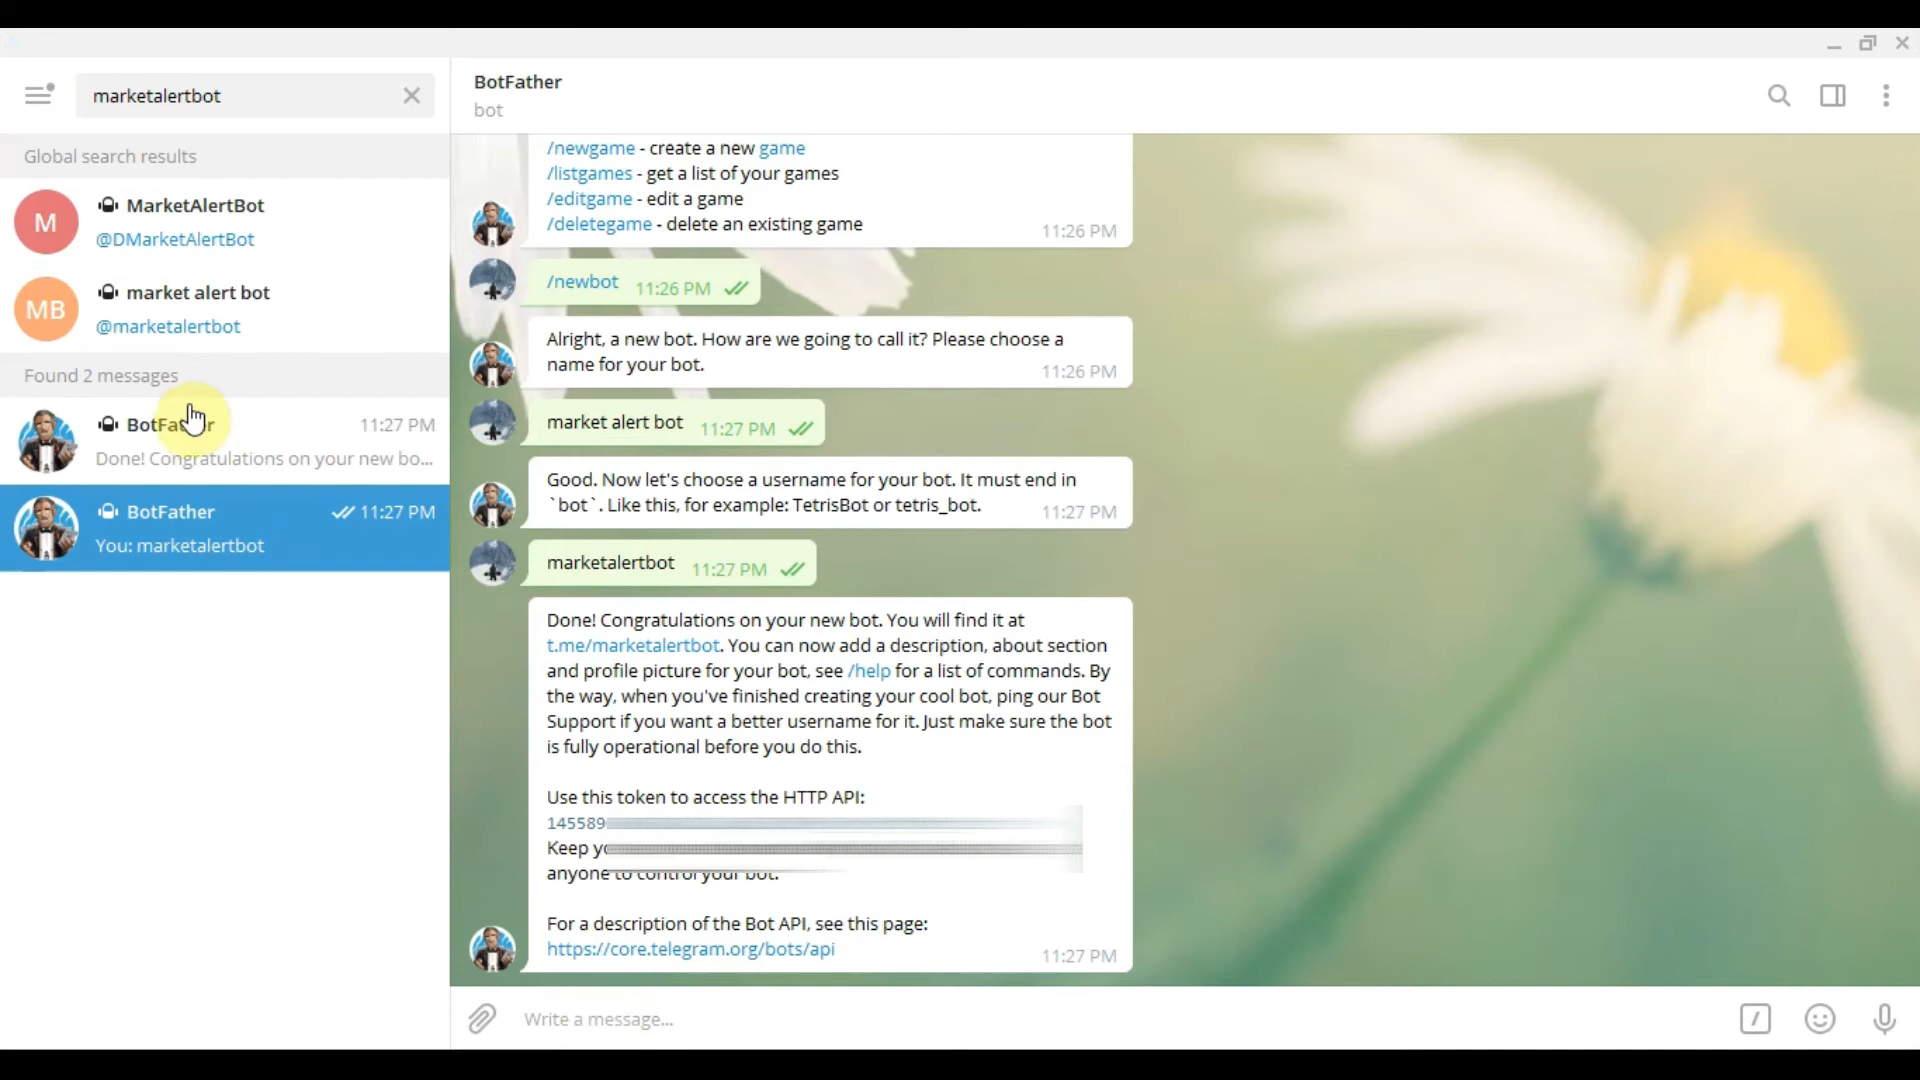 marketalertbot
Global search results
M
MarketAlertBot
@DMarketAlertBot
MB
market alert bot
@marketalertbot
Found 2 messages
BotFather 11:27 PM
Done! Congratulations on your new bo...
BotFather 11:27 PM
You: marketalertbot
BotFather
bot
/newgame - create a new game
/listgames - get a list of your games
/editgame - edit a game
/deletegame - delete an existing game
11:26 PM
/newbot 11:26 PM
Alright, a new bot. How are we going to call it? Please choose a
name for your bot.
11:26 PM
market alert bot 11:27 PM
Good. Now let's choose a username for your bot. It must end in
`bot`. Like this, for example: TetrisBot or tetris_bot.
11:27 PM
marketalertbot 11:27 PM
Done! Congratulations on your new bot. You will find it at
t.me/marketalertbot. You can now add a description, about section
and profile picture for your bot, see /help for a list of commands. By
the way, when you've finished creating your cool bot, ping our Bot
Support if you want a better username for it. Just make sure the bot
is fully operational before you do this.
Use this token to access the HTTP API:
145589
Keep
anyone to control your bot.
For a description of the Bot API, see this page:
https://core.telegram.org/bots/api
11:27 PM
Write a message...